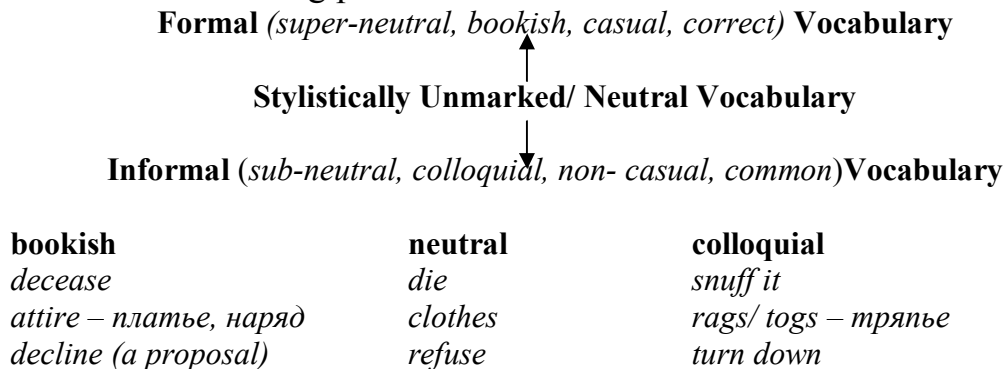 Formal (super-neutral, bookish, casual, correct) Vocabulary
Stylistically Unmarked/ Neutral Vocabulary
Informal (sub-neutral, colloquial, non- casual, common)Vocabulary
bookish neutral colloquial
decease die snuff it
attire – платье, наряд clothes rags/ togs – тряпье
decline (a proposal) refuse turn down